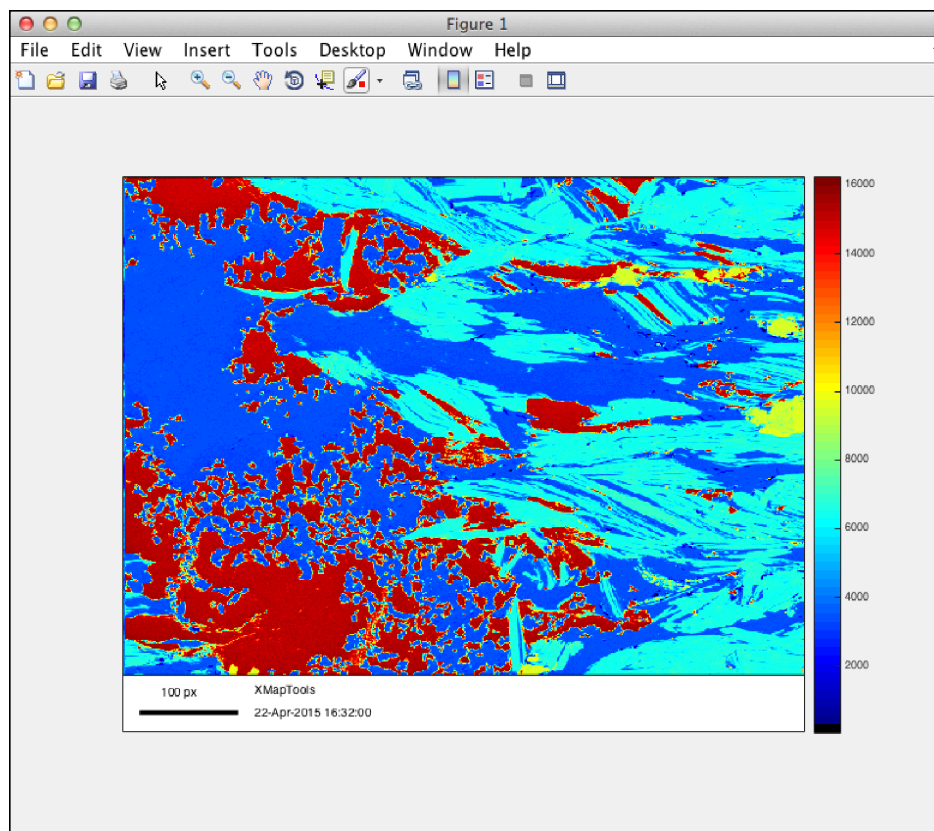 Figure 1
File Edit View Insert Tools Desktop Window Help
16000
14000
12000
10000
8000
6000
4000
2000
100 px XMapTools
22-Apr-2015 16:32:00